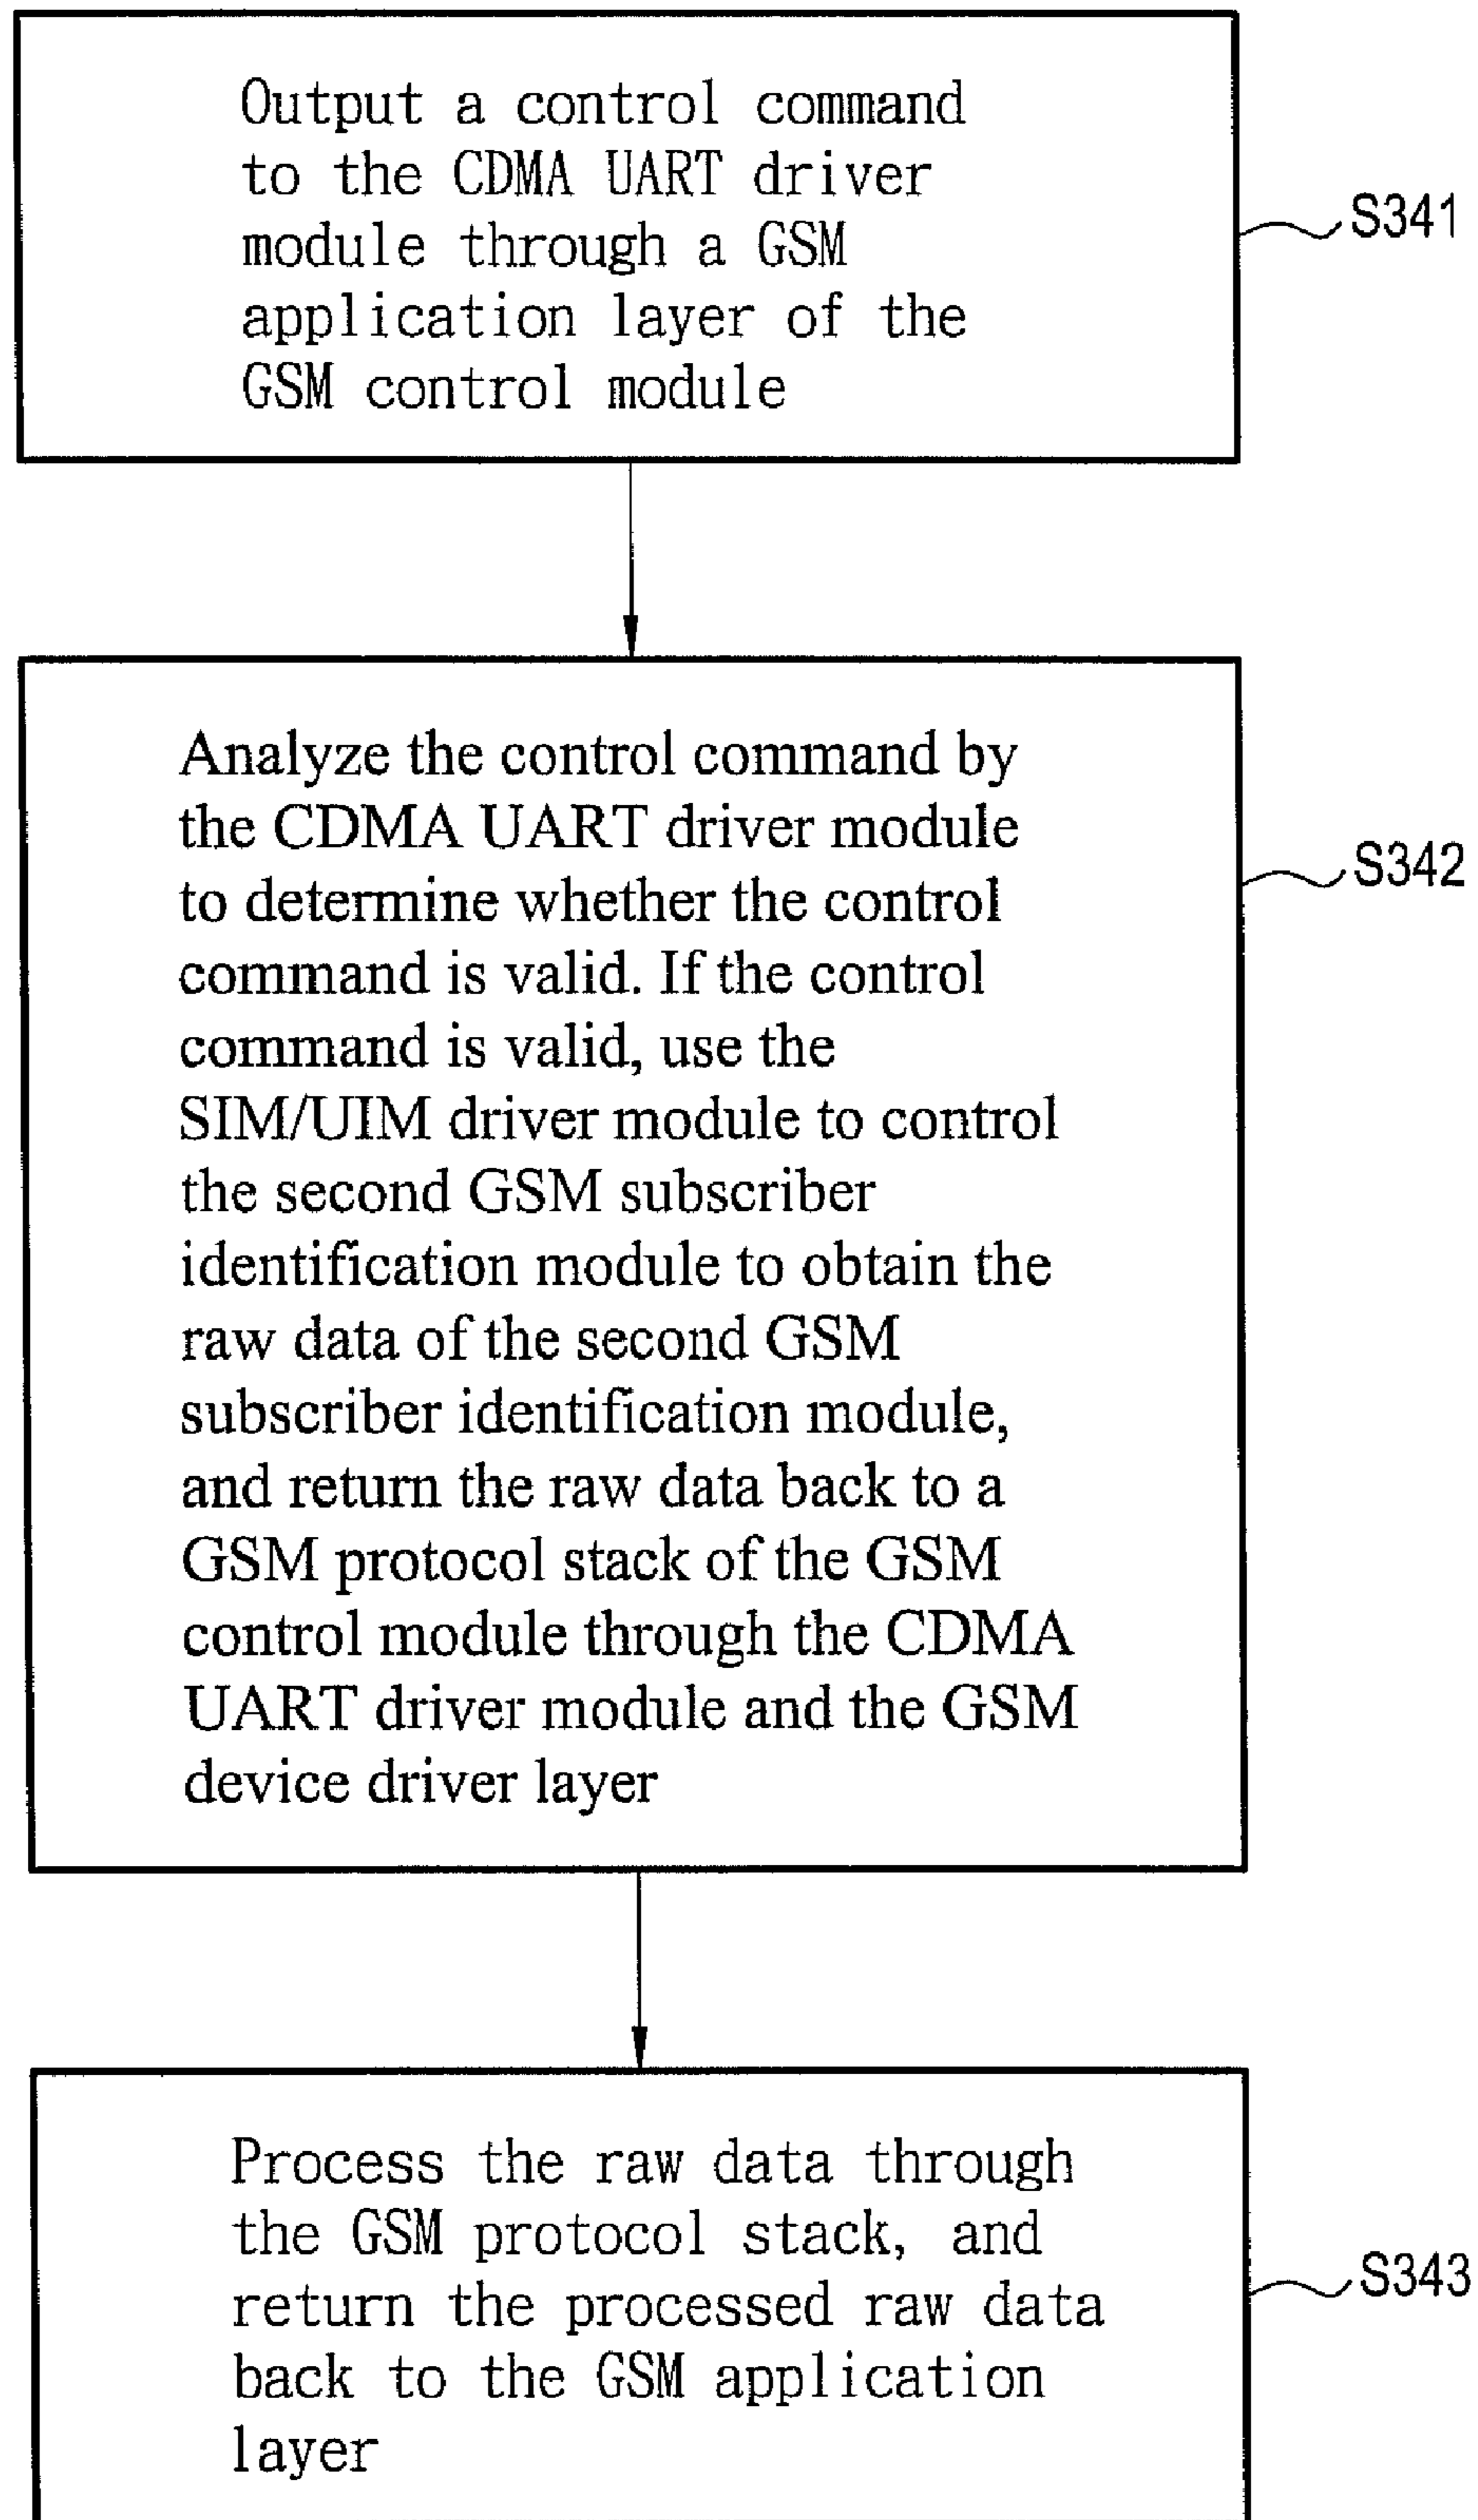 Output a control command
to the CDMA UART driver
module through a GSM
application layer of the
GSM control module
S341
Analyze the control command by
the CDMA UART driver module
to determine whether the control
command is valid. If the control
command is valid, use the
SIM/UIM driver module to control
the second GSM subscriber
identification module to obtain the
raw data of the second GSM
subscriber identification module,
and return the raw data back to a
GSM protocol stack of the GSM
control module through the CDMA
UART driver module and the GSM
device driver layer
S342
Process the raw data through
the GSM protocol stack, and
return the processed raw data
back to the GSM application
layer
S343